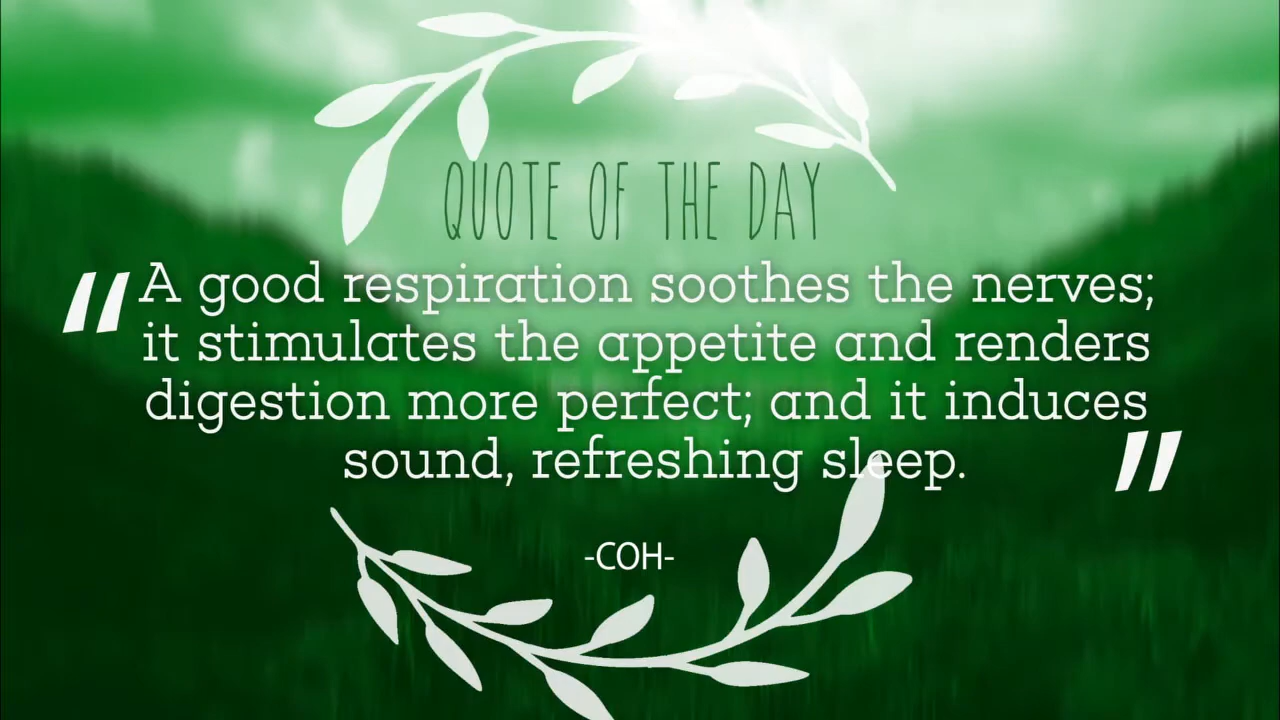 QUOTE OF THE DAY
“ A good respiration soothes the nerves;
it stimulates the appetite and renders
digestion more perfect; and it induces
sound, refreshing sleep. ”
-COH-